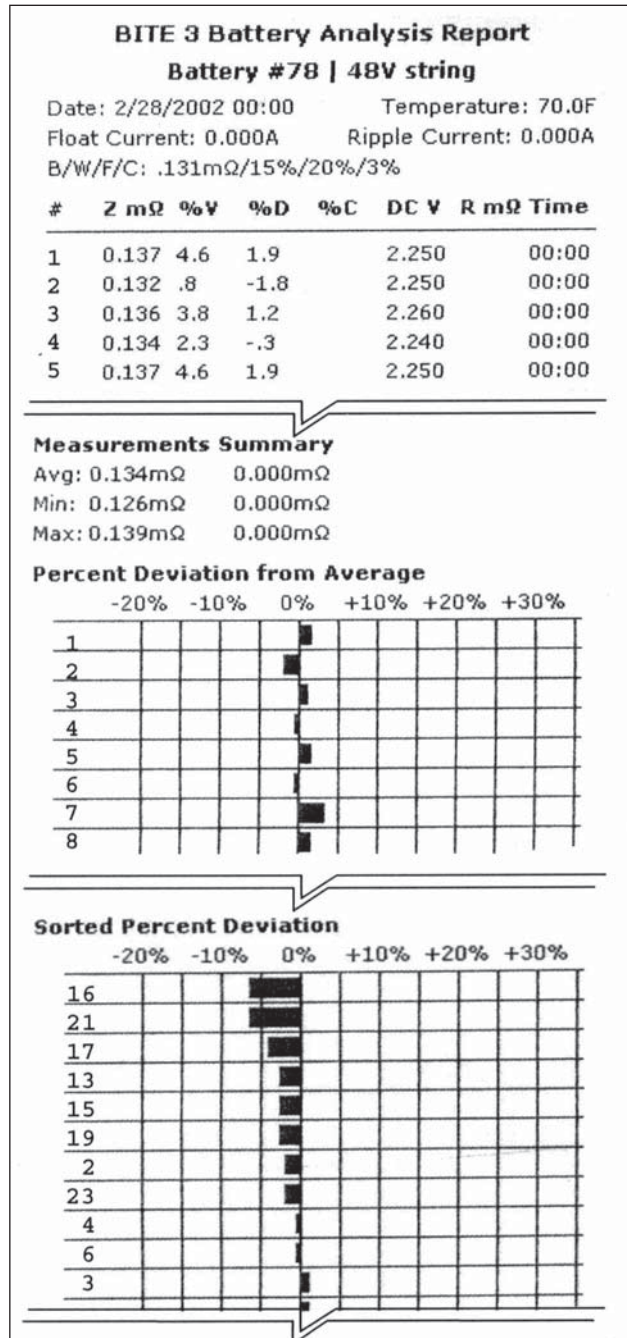 BITE 3 Battery Analysis Report
Battery #78 | 48V string
Date: 2/28/2002 00:00 Temperature: 70.0F
Float Current: 0.000A Ripple Current: 0.000A
B/W/F/C: .131mΩ/15%/20%/3%
# Z mΩ %V %D %C DC V R mΩ Time
1 0.137 4.6 1.9 2.250 00:00
2 0.132 .8 -1.8 2.250 00:00
3 0.136 3.8 1.2 2.260 00:00
4 0.134 2.3 -.3 2.240 00:00
5 0.137 4.6 1.9 2.250 00:00
Measurements Summary
Avg: 0.134mΩ 0.000mΩ
Min: 0.126mΩ 0.000mΩ
Max: 0.139mΩ 0.000mΩ
Percent Deviation from Average
-20% -10% 0% +10% +20% +30%
1
2
3
4
5
6
7
8
Sorted Percent Deviation
-20% -10% 0% +10% +20% +30%
16
21
17
13
15
19
2
23
4
6
3